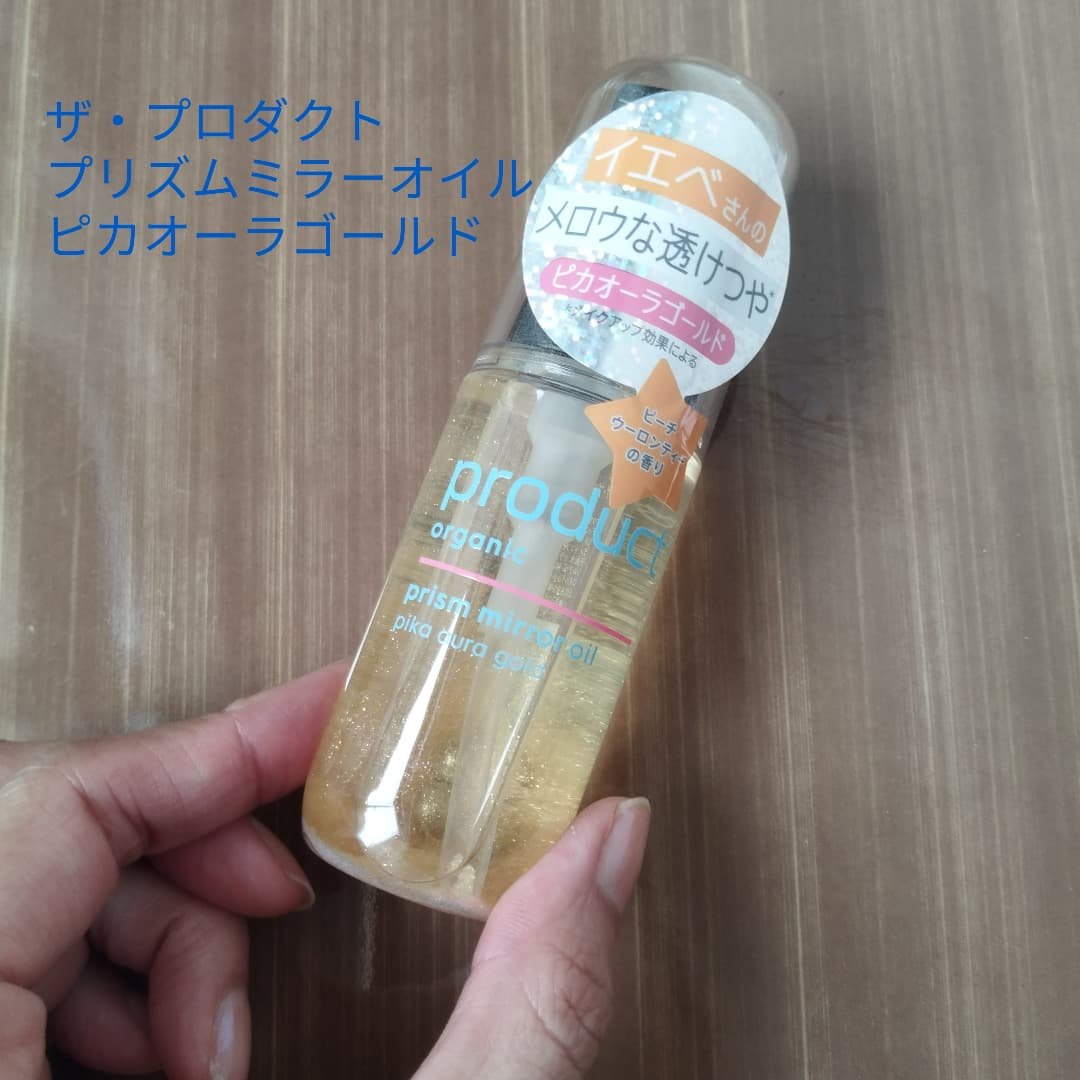 ザ・プロダクト
プリズムミラーオイル
ピカオーラゴールド
イエベさんの
メロウな透けつや*
ピカオーラゴールド
*メイクアップ効果による
ピーチ
ウーロンティー
の香り
product
organic
prism mirror oil
pika aura gold